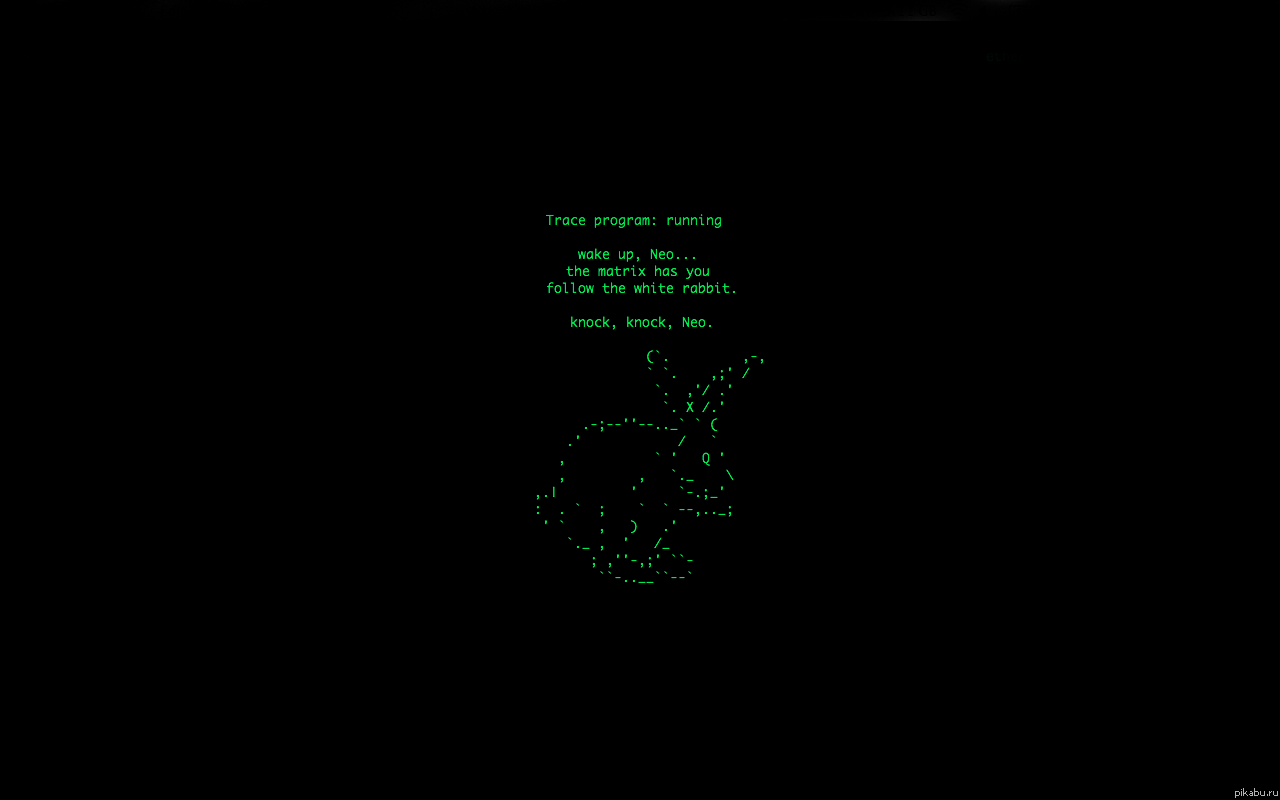 Trace program: running
wake up, Neo...
the matrix has you
follow the white rabbit.
knock, knock, Neo.
pikabu.ru